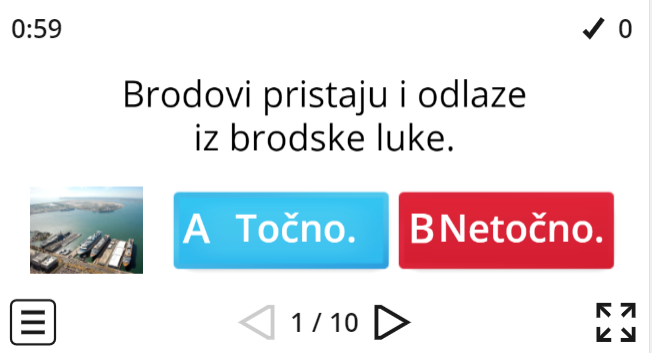 0:59
✔ 0
Brodovi pristaju i odlaze
iz brodske luke.
A Točno.
B Netočno.
1 / 10